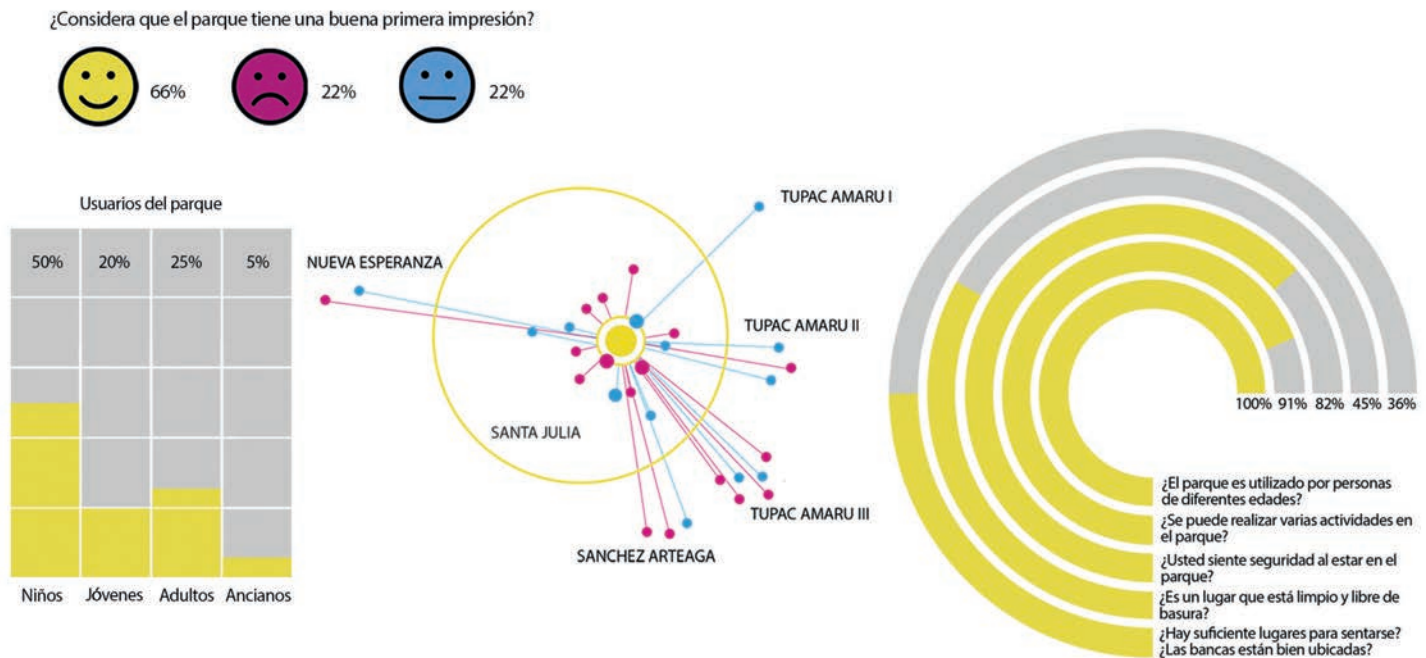 ¿Considera que el parque tiene una buena primera impresión?
66%
22%
22%
Usuarios del parque
50% 20% 25% 5%
Niños Jóvenes Adultos Ancianos
NUEVA ESPERANZA
TUPAC AMARU I
TUPAC AMARU II
SANTA JULIA
TUPAC AMARU III
SANCHEZ ARTEAGA
100% 91% 82% 45% 36%
¿El parque es utilizado por personas
de diferentes edades?
¿Se puede realizar varias actividades en
el parque?
¿Usted siente seguridad al estar en el
parque?
¿Es un lugar que está limpio y libre de
basura?
¿Hay suficiente lugares para sentarse?
¿Las bancas están bien ubicadas?